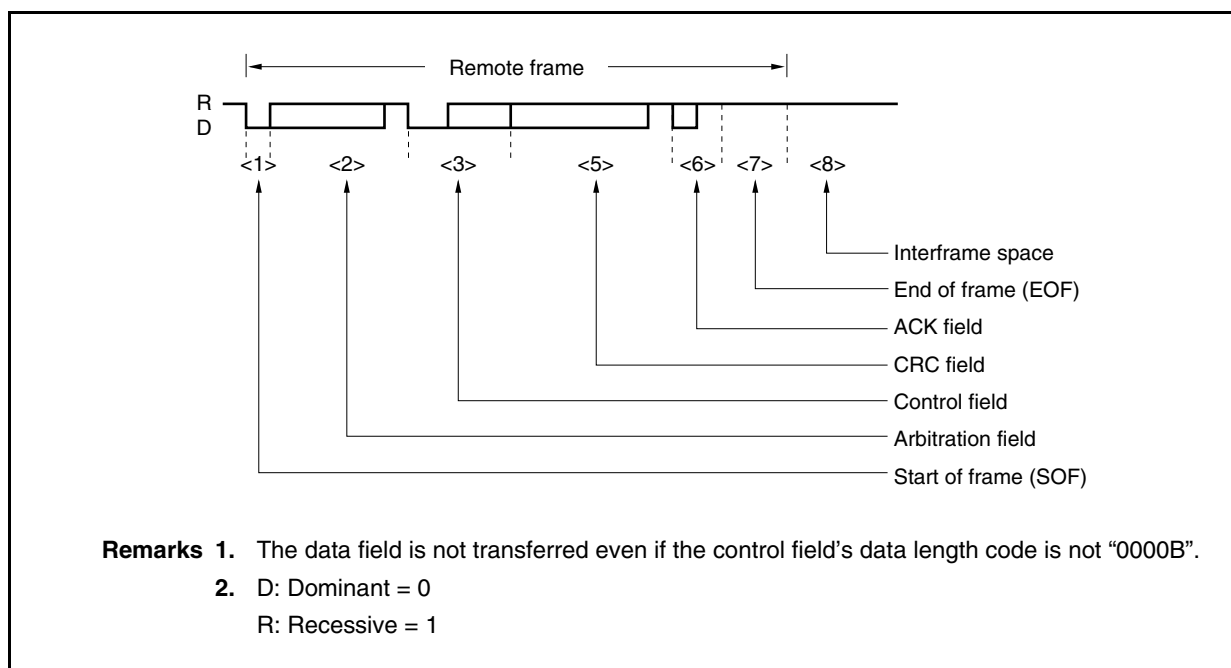 Remote frame
R
D
<1> <2> <3> <5> <6> <7> <8>
Interframe space
End of frame (EOF)
ACK field
CRC field
Control field
Arbitration field
Start of frame (SOF)
Remarks 1. The data field is not transferred even if the control field’s data length code is not “0000B”.
2. D: Dominant = 0
R: Recessive = 1